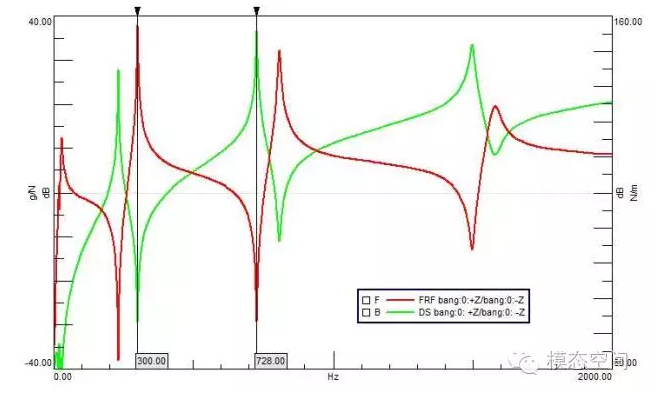 40.00
160.00
g/N dB
dB N/m
F FRF bang:0:+Z/bang:0:-Z
B DS bang:0: +Z/bang:0: -Z
-40.00
300.00
728.00
0.00
Hz
2000.00
模态空间